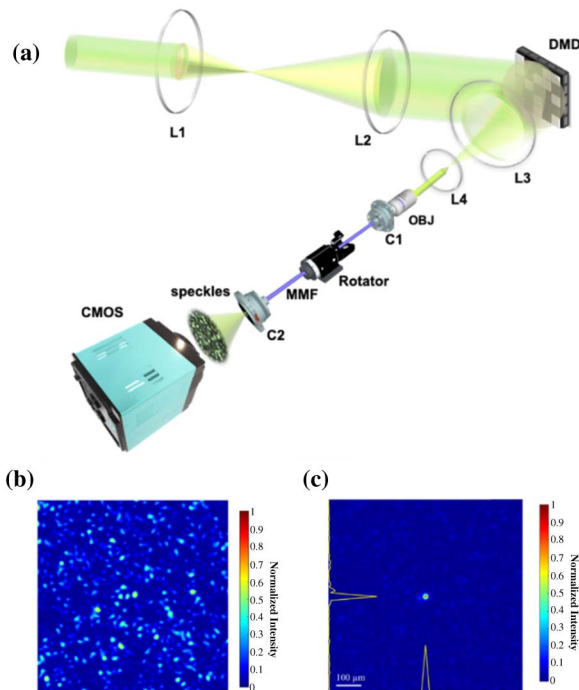 (a)
DMD
L1
L2
L3
L4
OBJ
C1
Rotator
MMF
C2
speckles
CMOS
(b)
(c)
1
0.9
0.8
0.7
0.6
0.5
0.4
0.3
0.2
0.1
0
Normalized Intensity
1
0.9
0.8
0.7
0.6
0.5
0.4
0.3
0.2
0.1
0
Normalized Intensity
100 µm